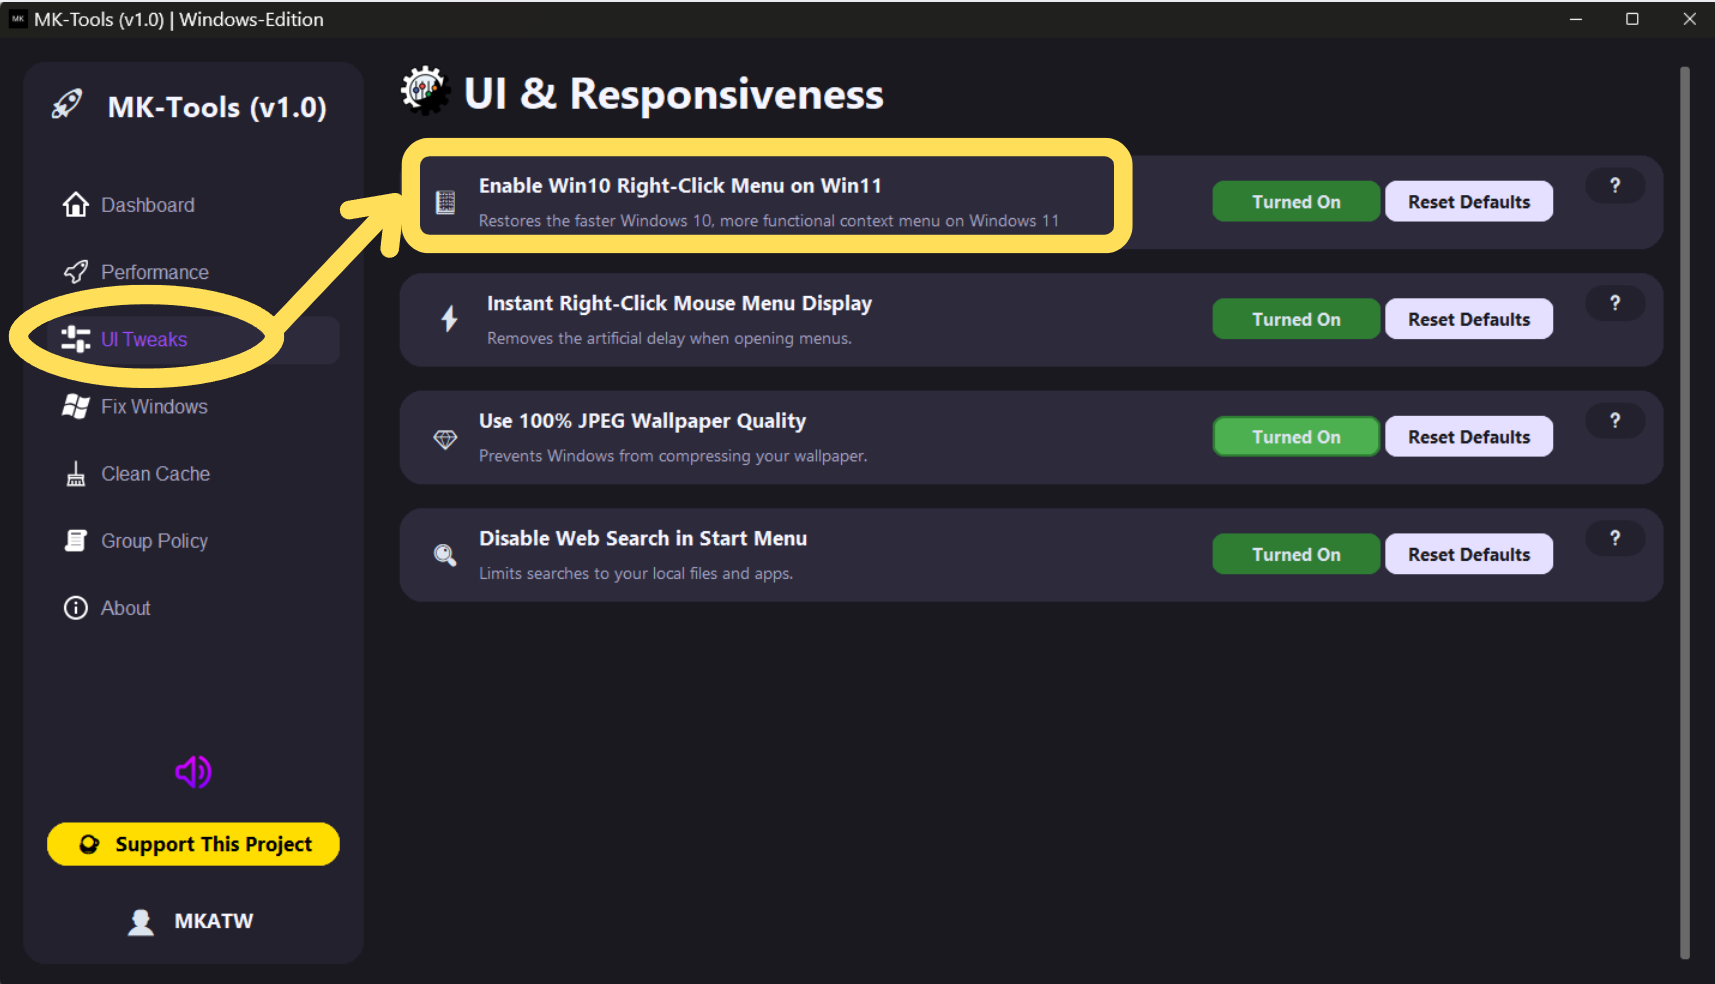 MK MK-Tools (v1.0) | Windows-Edition
MK-Tools (v1.0)
Dashboard
Performance
UI Tweaks
Fix Windows
Clean Cache
Group Policy
About
Support This Project
MKATW
UI & Responsiveness
Enable Win10 Right-Click Menu on Win11
Restores the faster Windows 10, more functional context menu on Windows 11
Turned On
Reset Defaults
?
Instant Right-Click Mouse Menu Display
Removes the artificial delay when opening menus.
Turned On
Reset Defaults
?
Use 100% JPEG Wallpaper Quality
Prevents Windows from compressing your wallpaper.
Turned On
Reset Defaults
?
Disable Web Search in Start Menu
Limits searches to your local files and apps.
Turned On
Reset Defaults
?